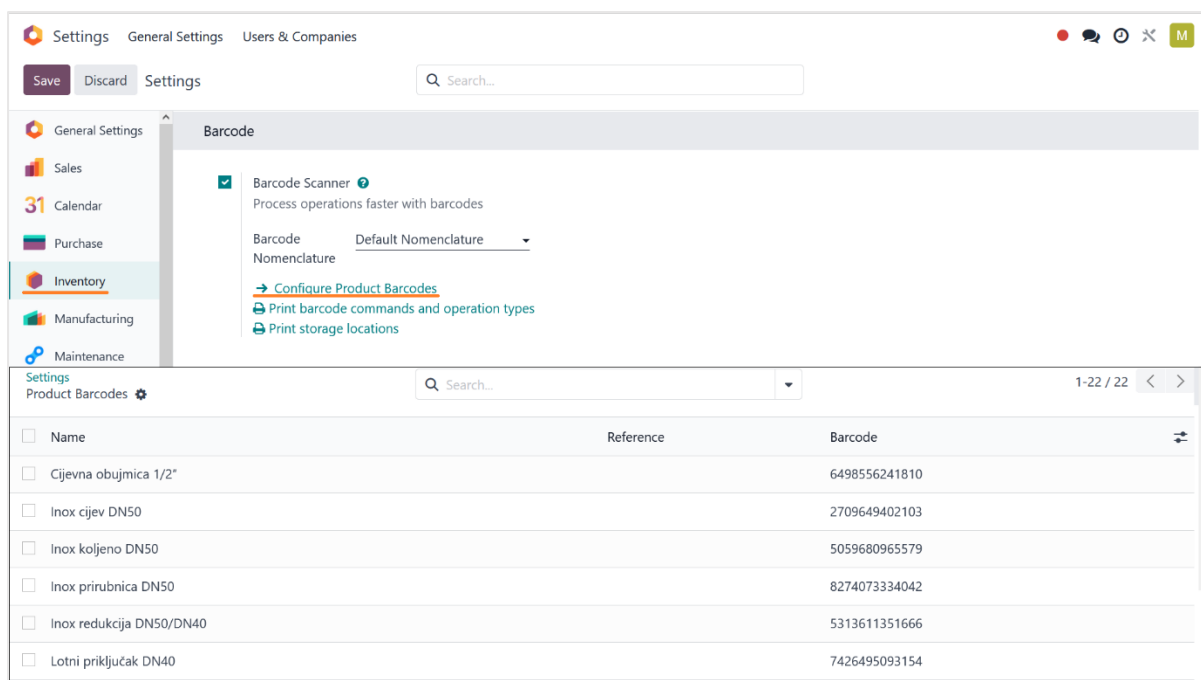 Settings General Settings Users & Companies M
Save Discard Settings Search...
General Settings
Barcode
Sales
Barcode Scanner ?
Process operations faster with barcodes
31 Calendar
Purchase
Barcode Nomenclature Default Nomenclature
Inventory
→ Configure Product Barcodes
Print barcode commands and operation types
Manufacturing
Print storage locations
Maintenance
Settings
Product Barcodes Search... 1-22 / 22
Name Reference Barcode
Cijevna obujmica 1/2" 6498556241810
Inox cijev DN50 2709649402103
Inox koljeno DN50 5059680965579
Inox prirubnica DN50 8274073334042
Inox redukcija DN50/DN40 5313611351666
Lotni priključak DN40 7426495093154